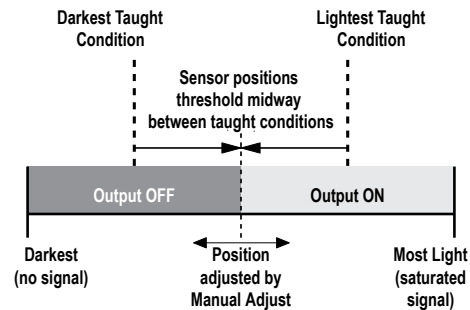 Darkest Taught
Condition
Lightest Taught
Condition
Sensor positions
threshold midway
between taught conditions
Output OFF
Output ON
Darkest
(no signal)
Position
adjusted by
Manual Adjust
Most Light
(saturated
signal)